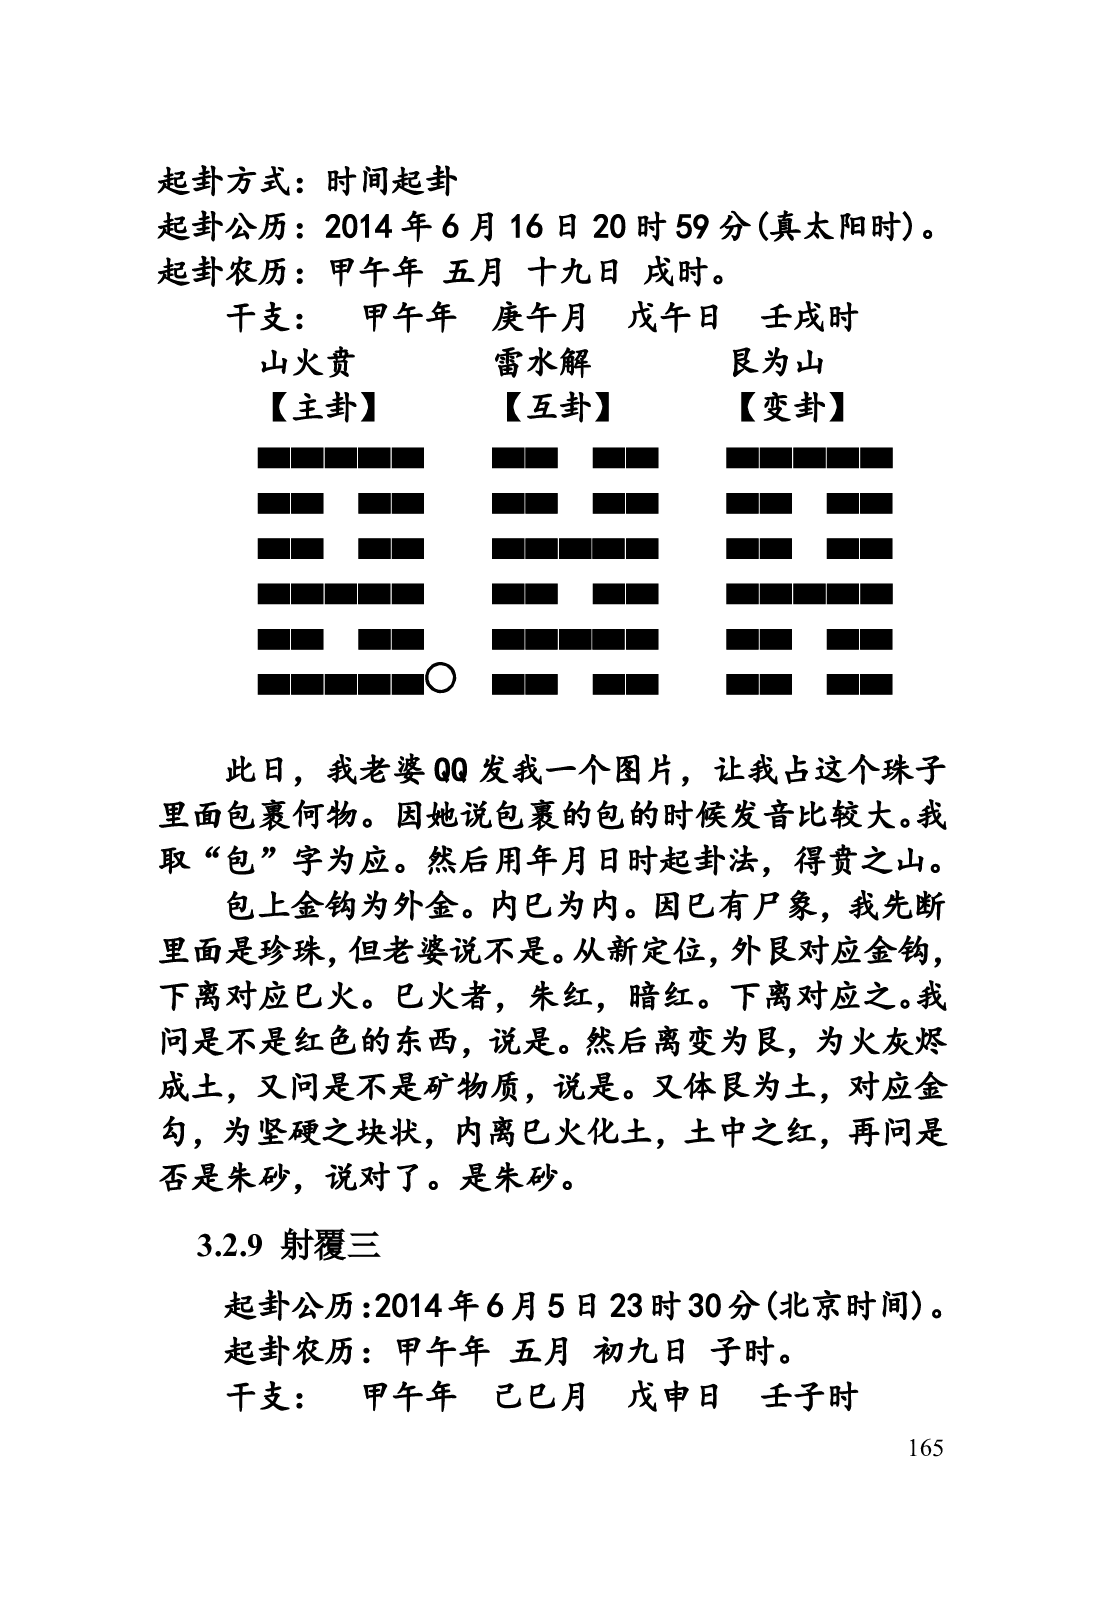 起卦方式：时间起卦
起卦公历：2014 年 6 月 16 日 20 时 59 分(真太阳时)。
起卦农历：甲午年 五月 十九日 戌时。
干支： 甲午年 庚午月 戊午日 壬戌时
山火贲 雷水解 艮为山
【主卦】 【互卦】 【变卦】
此日，我老婆 QQ 发我一个图片，让我占这个珠子
里面包裹何物。因她说包裹的包的时候发音比较大。我
取“包”字为应。然后用年月日时起卦法，得贲之山。
包上金钩为外金。内巳为内。因巳有尸象，我先断
里面是珍珠，但老婆说不是。从新定位，外艮对应金钩，
下离对应巳火。巳火者，朱红，暗红。下离对应之。我
问是不是红色的东西，说是。然后离变为艮，为火灰烬
成土，又问是不是矿物质，说是。又体艮为土，对应金
勾，为坚硬之块状，内离巳火化土，土中之红，再问是
否是朱砂，说对了。是朱砂。
3.2.9 射覆三
起卦公历：2014 年 6 月 5 日 23 时 30 分(北京时间)。
起卦农历：甲午年 五月 初九日 子时。
干支： 甲午年 己巳月 戊申日 壬子时
165